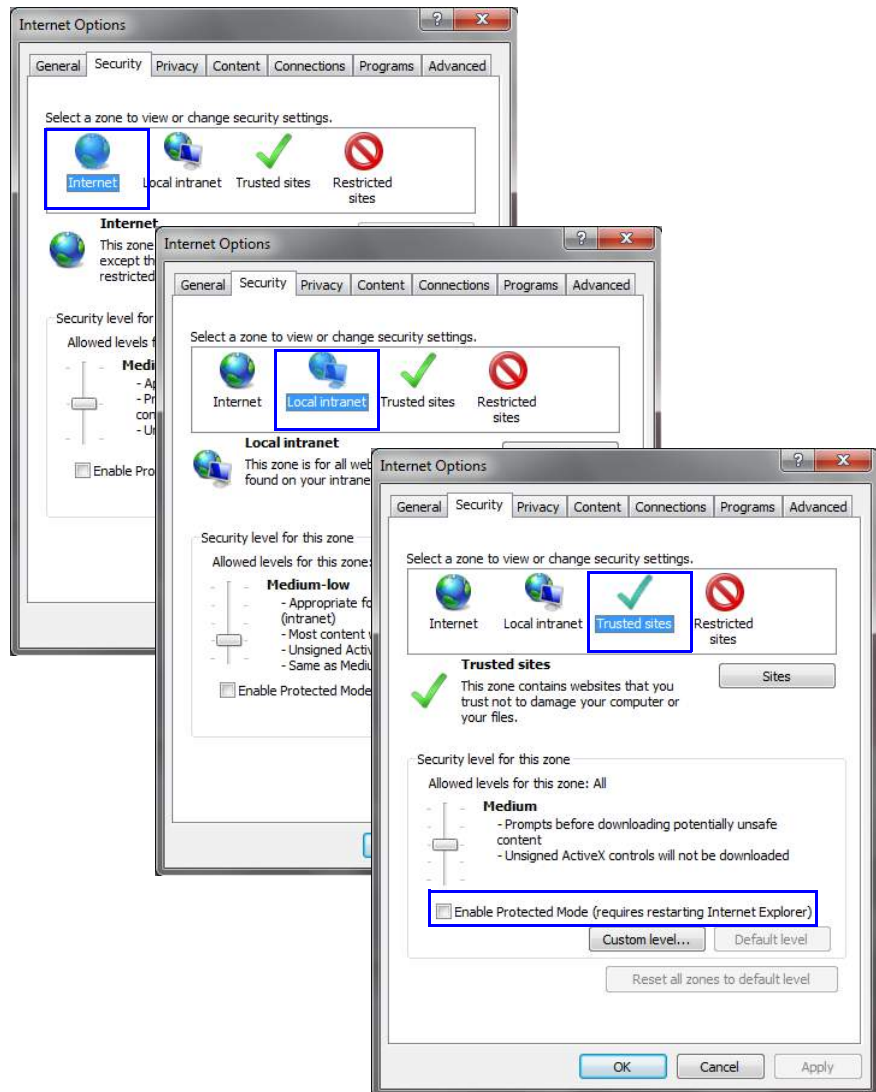 Internet Options
?
X
General Security Privacy Content Connections Programs Advanced
Select a zone to view or change security settings.
Internet Local intranet Trusted sites Restricted
sites
Internet
This zone
except th
restricted
Security level for
Allowed levels f
Medi
- Ap
- Pr
con
- Un
Enable Pro
Internet Options
?
X
General Security Privacy Content Connections Programs Advanced
Select a zone to view or change security settings.
Internet Local intranet Trusted sites Restricted
sites
Local intranet
This zone is for all web
found on your intrane
Security level for this zone
Allowed levels for this zone:
Medium-low
- Appropriate fo
(intranet)
- Most content w
- Unsigned Activ
- Same as Mediu
Enable Protected Mode
Internet Options
?
X
General Security Privacy Content Connections Programs Advanced
Select a zone to view or change security settings.
Internet Local intranet Trusted sites Restricted
sites
Trusted sites
This zone contains websites that you
trust not to damage your computer or
your files.
Sites
Security level for this zone
Allowed levels for this zone: All
Medium
- Prompts before downloading potentially unsafe
content
- Unsigned ActiveX controls will not be downloaded
Enable Protected Mode (requires restarting Internet Explorer)
Custom level... Default level
Reset all zones to default level
OK Cancel Apply